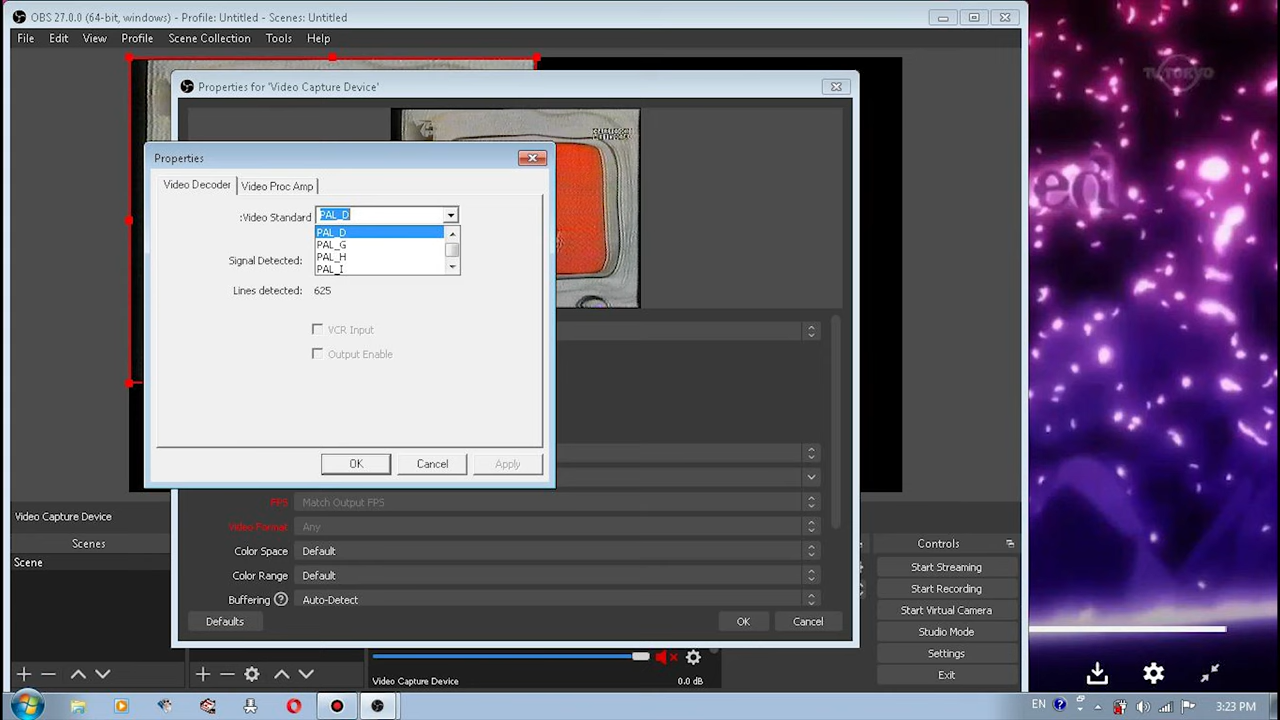 OBS 27.0.0 (64-bit, windows) - Profile: Untitled - Scenes: Untitled
File Edit View Profile Scene Collection Tools Help
TV TOKYO
Properties for 'Video Capture Device'
Properties
Video Decoder Video Proc Amp
:Video Standard PAL_D
PAL_D
PAL_G
PAL_H
PAL_I
Signal Detected:
Lines detected: 625
VCR Input
Output Enable
OK Cancel Apply
FPS Match Output FPS
Video Format Any
Color Space Default
Color Range Default
Buffering ? Auto-Detect
Defaults OK Cancel
Video Capture Device
Scenes
Scene
Controls
Start Streaming
Start Recording
Start Virtual Camera
Studio Mode
Settings
Exit
Video Capture Device 0.0 dB
EN 3:23 PM